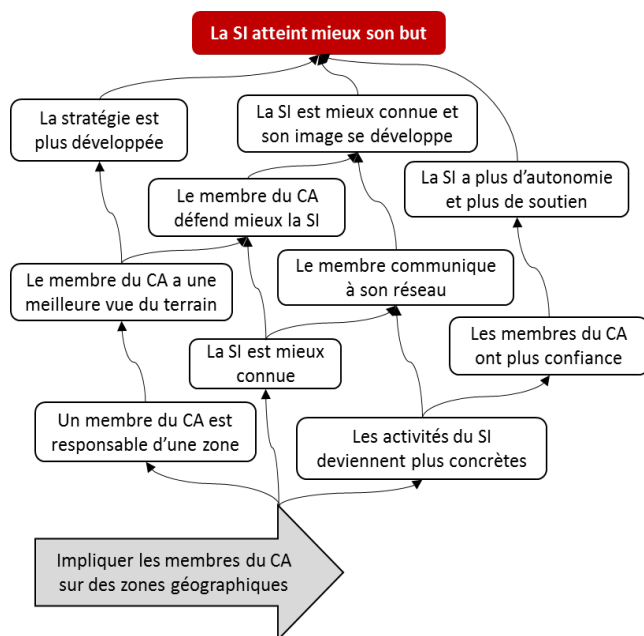 La SI atteint mieux son but
La stratégie est
plus développée
La SI est mieux connue et
son image se développe
Le membre du CA
défend mieux la SI
La SI a plus d’autonomie
et plus de soutien
Le membre du CA a une
meilleure vue du terrain
Le membre communique
à son réseau
La SI est mieux
connue
Les membres du CA
ont plus confiance
Un membre du CA est
responsable d’une zone
Les activités du SI
deviennent plus concrètes
Impliquer les membres du CA
sur des zones géographiques